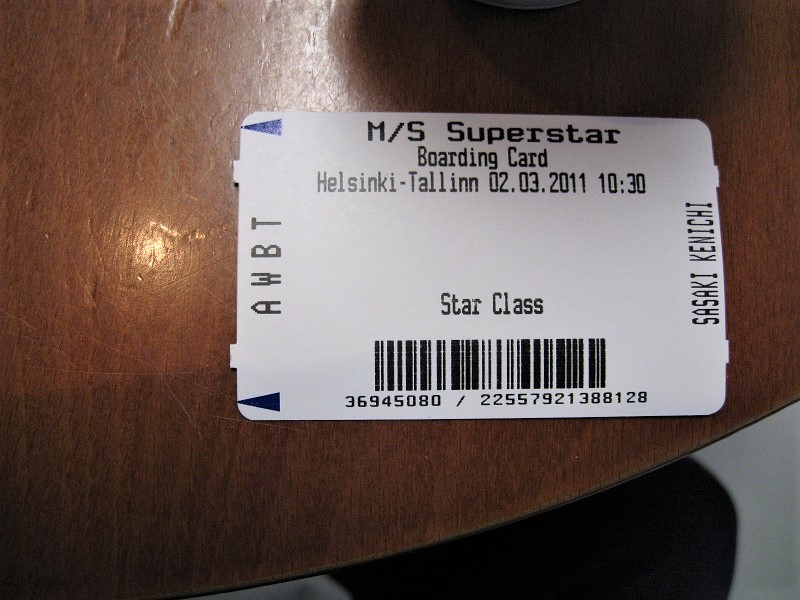 M/S Superstar
Boarding Card
Helsinki-Tallinn 02.03.2011 10:30
AWBT
SASAKI KENICHI
Star Class
36945080 / 22557921388128